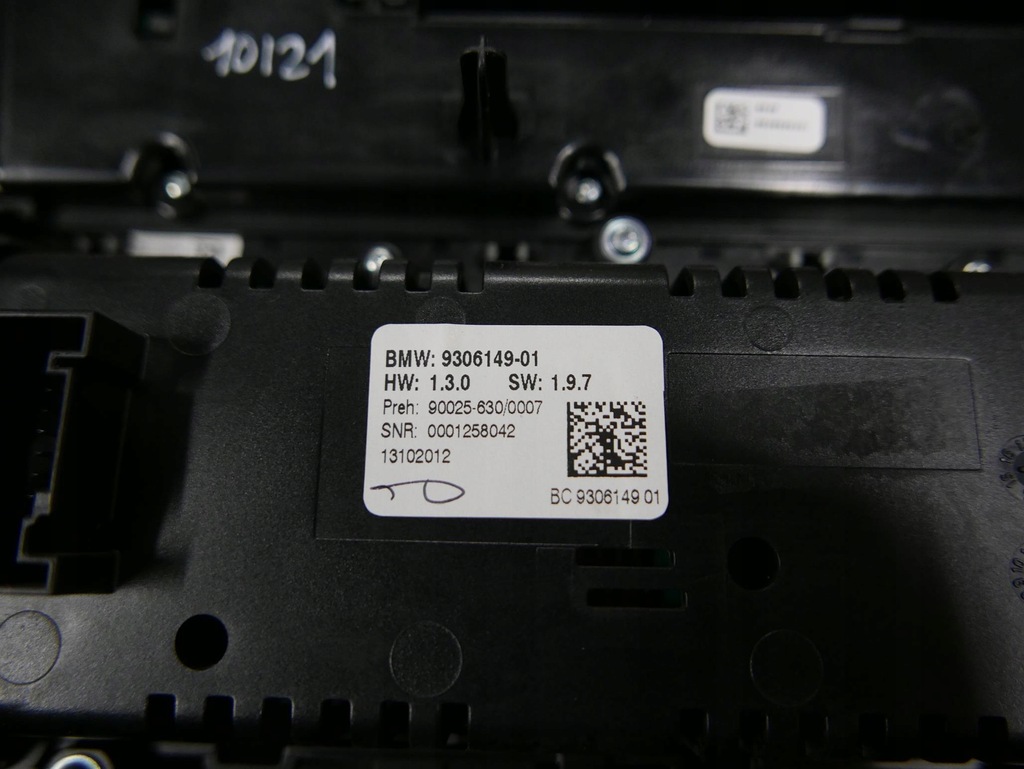 10121
BMW: 9306149-01
HW: 1.3.0 SW: 1.9.7
Preh: 90025-630/0007
SNR: 0001258042
13102012
BC 9306149 01